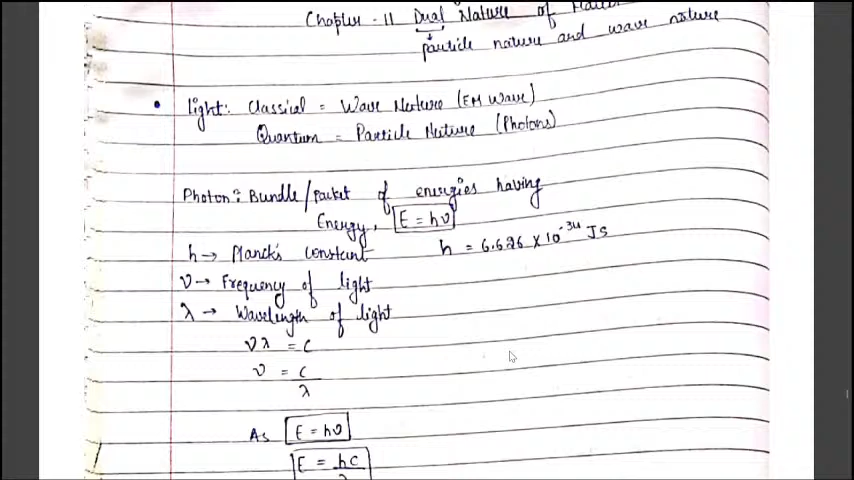 Chapter - 11 Dual Nature of
particle nature and wave nature
• light: Classical = Wave Nature (EM Wave)
Quantum = Particle Nature (Photons)
Photon: Bundle/Packet of energies having
Energy, E = hν
h → Planck's constant h = 6.626 × 10⁻³⁴ JS
ν → Frequency of light
λ → Wavelength of light
νλ = c
ν = c
λ
As E = hν
E = hc